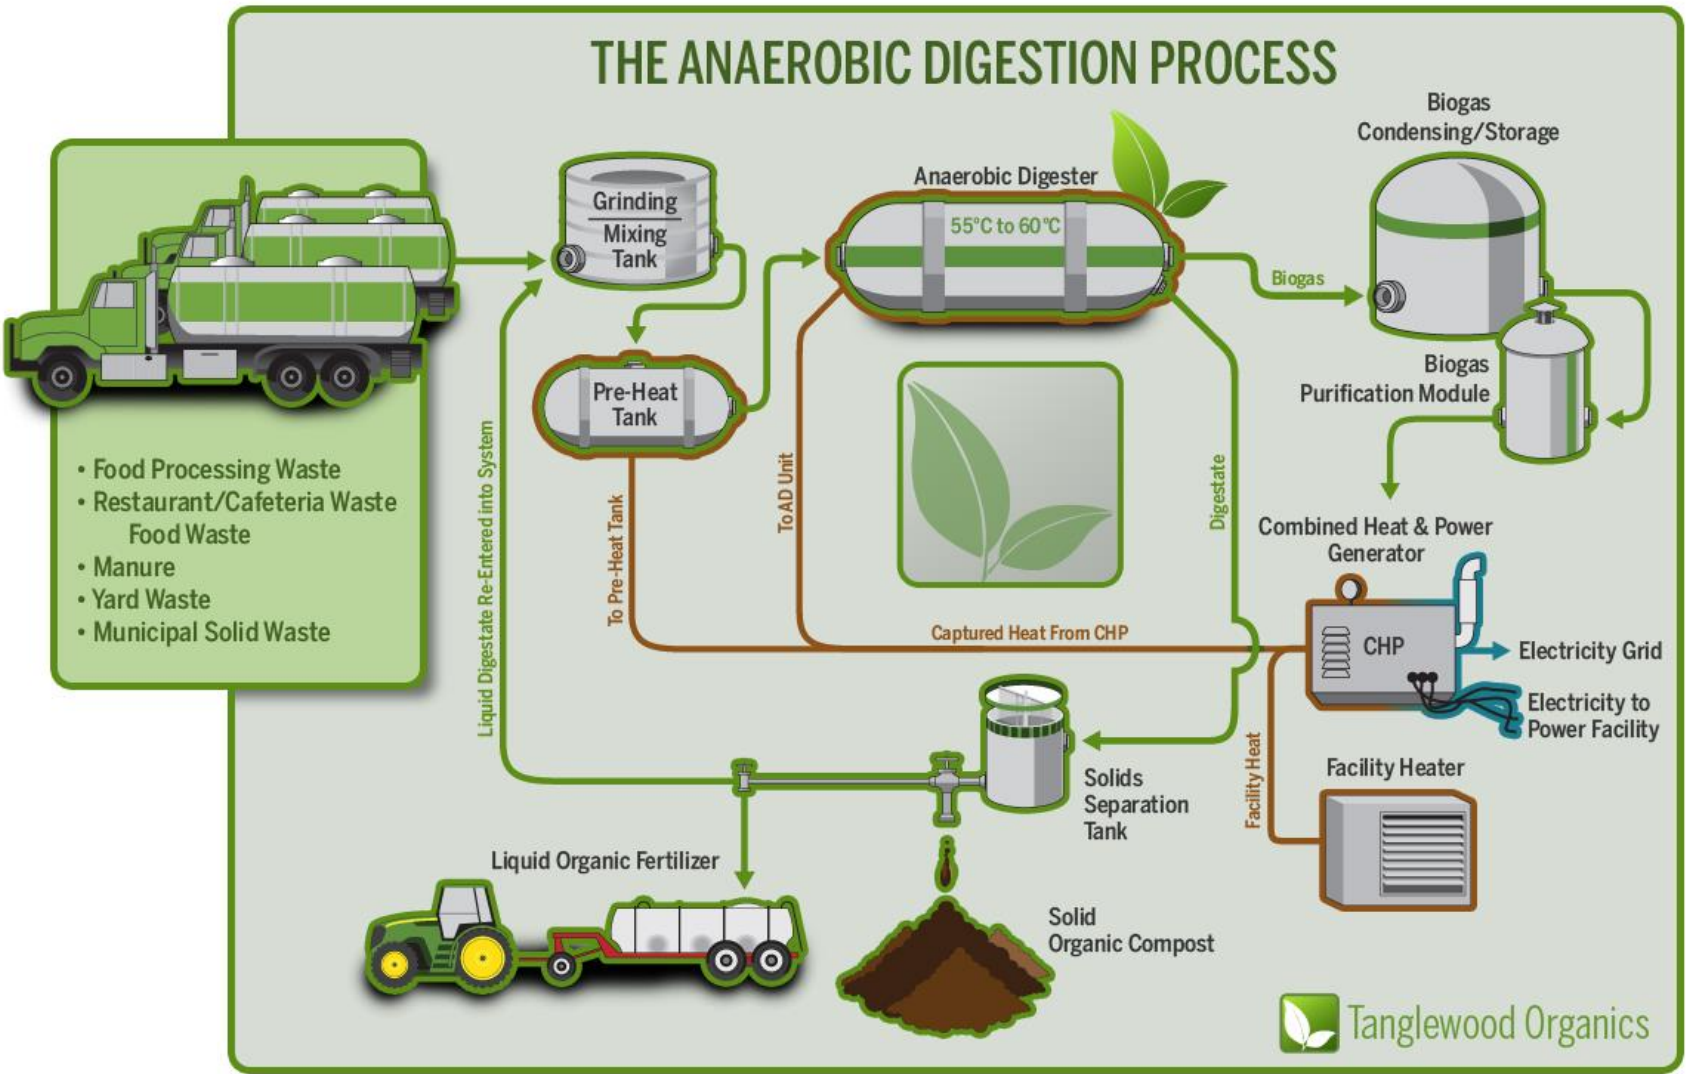 THE ANAEROBIC DIGESTION PROCESS
• Food Processing Waste
• Restaurant/Cafeteria Waste
Food Waste
• Manure
• Yard Waste
• Municipal Solid Waste
Grinding
Mixing
Tank
Pre-Heat
Tank
Anaerobic Digester
55°C to 60°C
Biogas
Biogas
Condensing/Storage
Biogas
Purification Module
Combined Heat & Power
Generator
CHP
Electricity Grid
Electricity to
Power Facility
Facility Heater
Facility Heat
Captured Heat From CHP
To AD Unit
To Pre-Heat Tank
Digestate
Liquid Digestate Re-Entered into System
Solids
Separation
Tank
Liquid Organic Fertilizer
Solid
Organic Compost
Tanglewood Organics